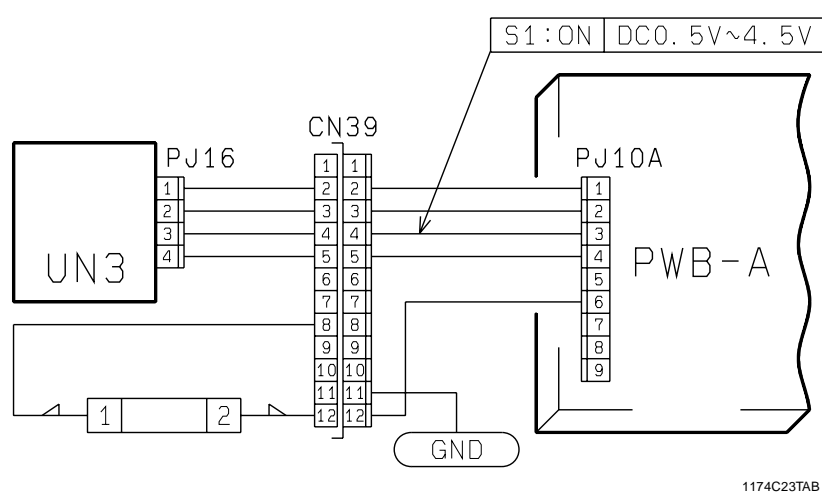 S1:ON DC0.5V~4.5V
CN39
PJ16
PJ10A
1 1
1 2 2 1
2 3 3 2
3 4 4 3
4 5 5 4
6 6 5
7 7 6
8 8 7
9 9 8
10 10 9
11 11
12 12
UN3
PWB-A
1 2
GND
1174C23TAB